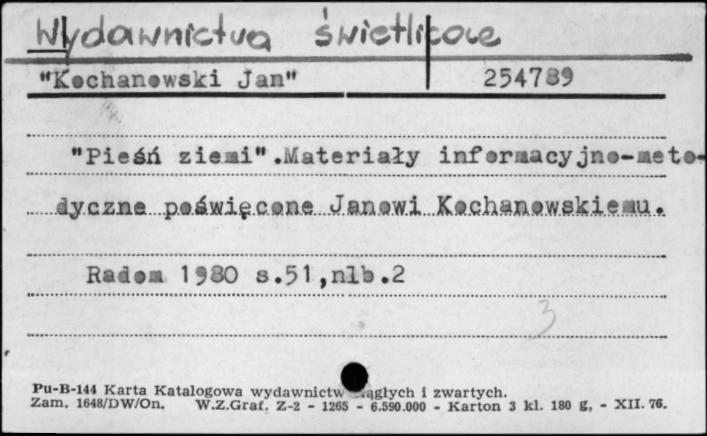 Wydawnictwa świetlicowe
"Kochanowski Jan" 254789
"Pieśń ziemi".Materiały informacyjno-meto-
dyczne poświęcone Janowi Kochanowskiemu.
Radom 1980 s.51,nlb.2
3
Pu-B-144 Karta Katalogowa wydawnictw ciągłych i zwartych.
Zam. 1648/DW/On. W.Z.Graf. Z-2 - 1265 - 6.590.000 - Karton 3 kl. 180 g, - XII. 76.